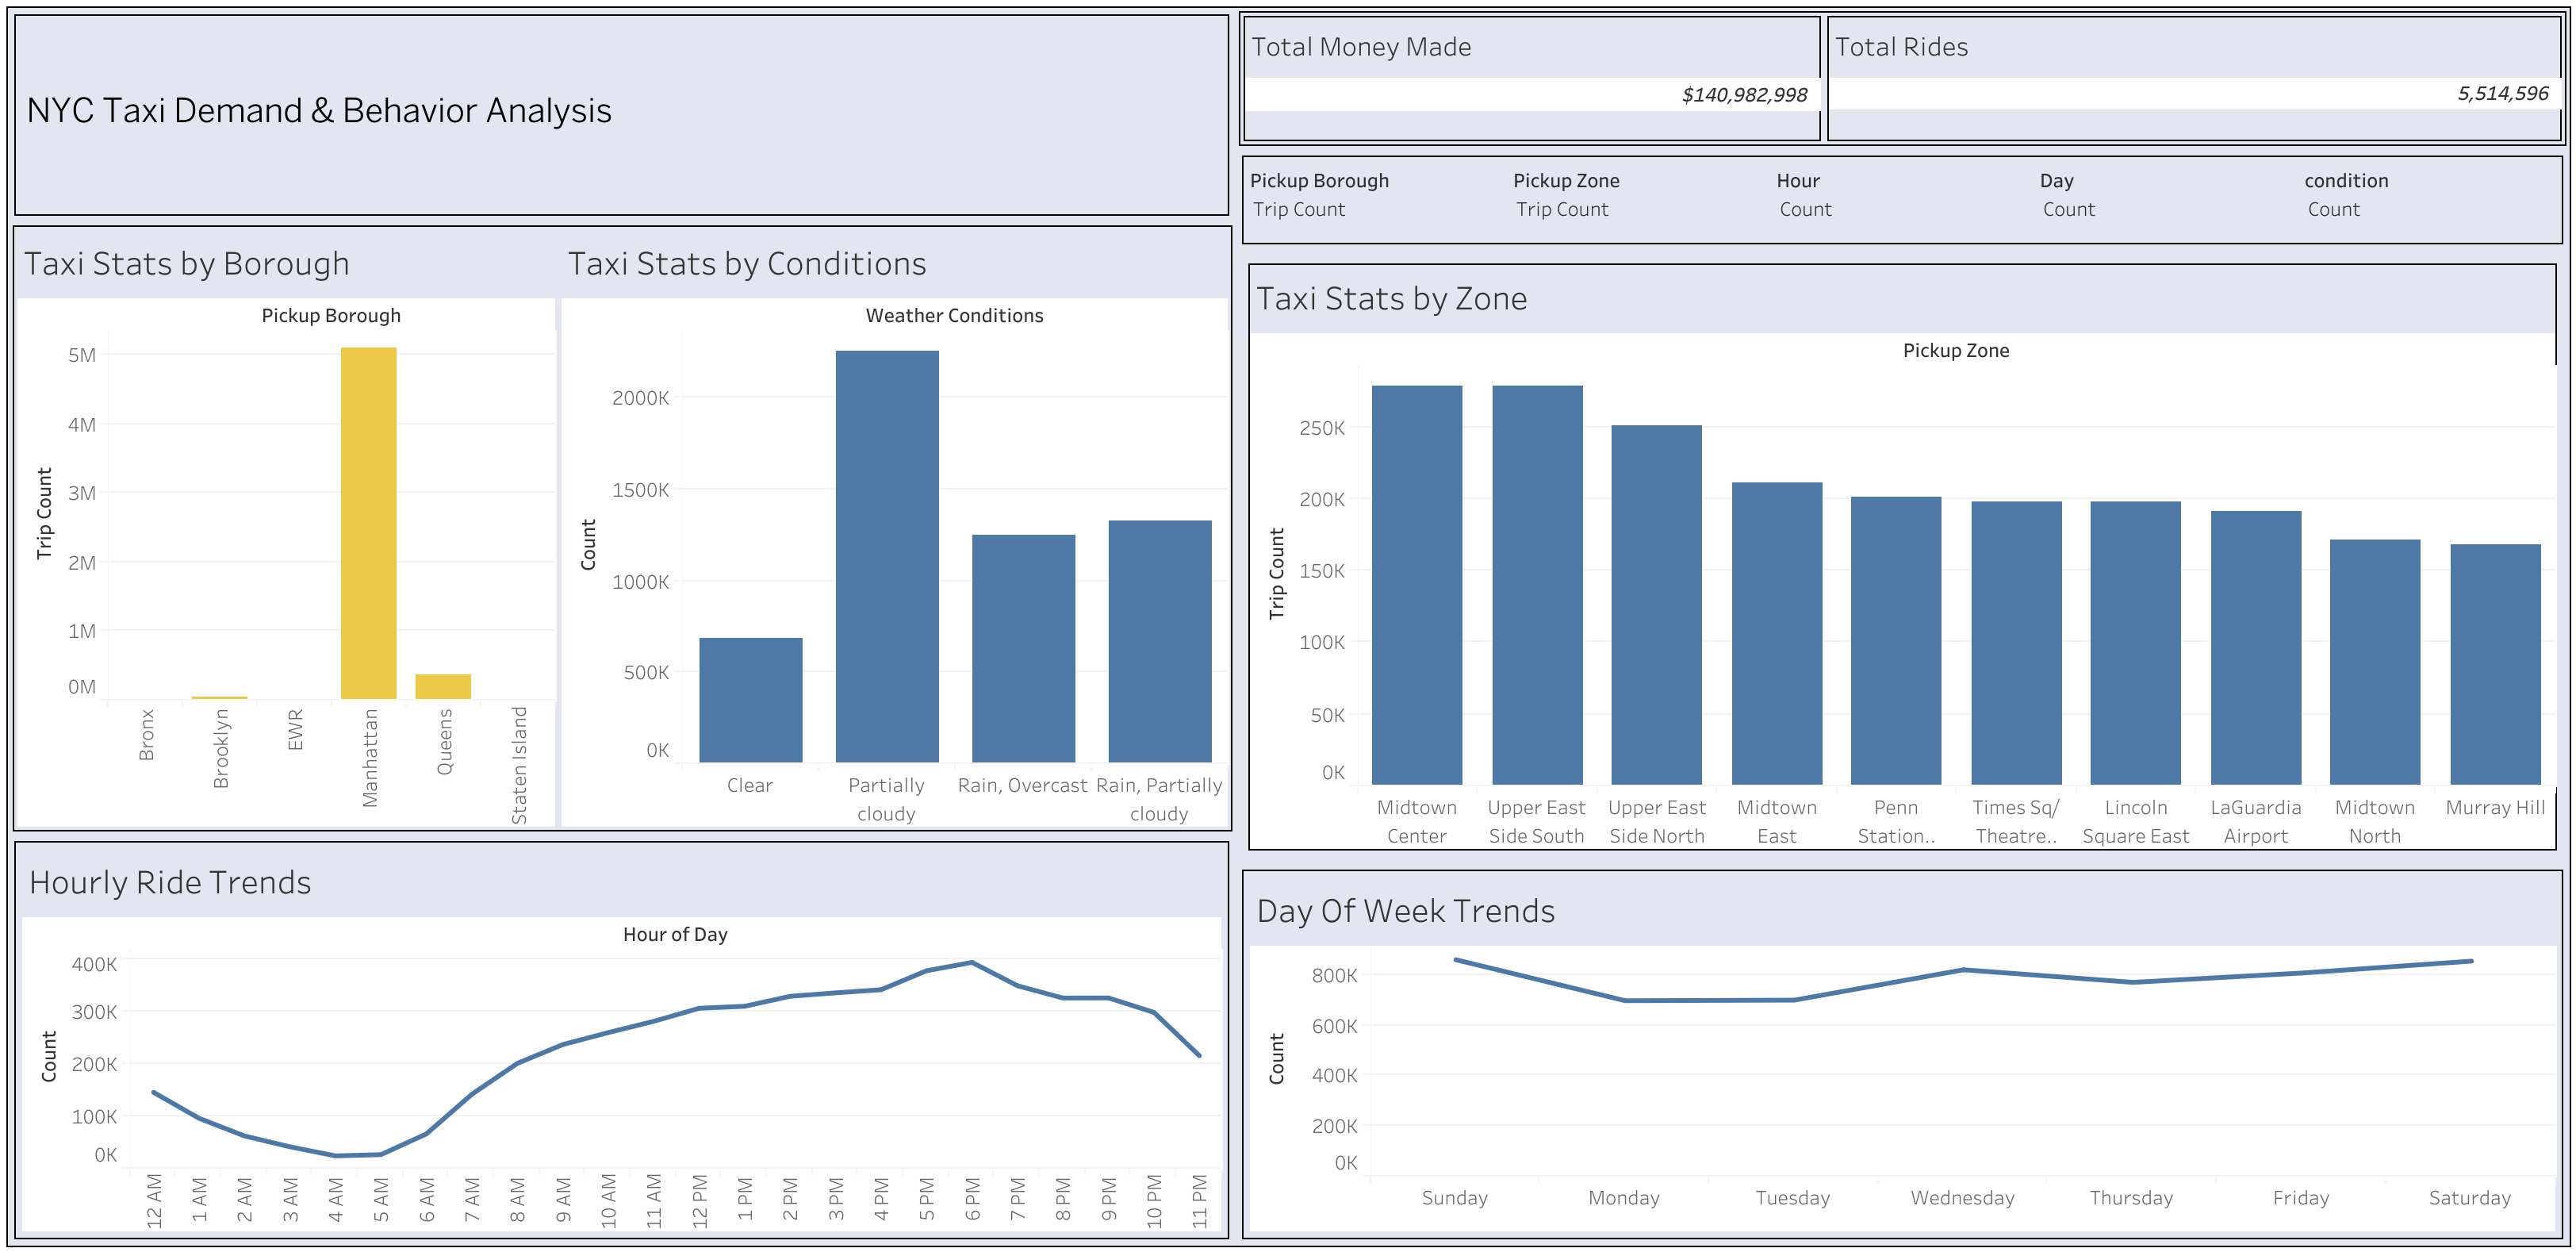 NYC Taxi Demand & Behavior Analysis
Total Money Made
$140,982,998
Total Rides
5,514,596
Pickup Borough Pickup Zone Hour Day condition
Trip Count Trip Count Count Count Count
Taxi Stats by Borough
Pickup Borough
Trip Count
5M
4M
3M
2M
1M
0M
Bronx
Brooklyn
EWR
Manhattan
Queens
Staten Island
Taxi Stats by Conditions
Weather Conditions
Count
2000K
1500K
1000K
500K
0K
Clear
Partially
cloudy
Rain, Overcast
Rain, Partially
cloudy
Taxi Stats by Zone
Pickup Zone
Trip Count
250K
200K
150K
100K
50K
0K
Midtown
Center
Upper East
Side South
Upper East
Side North
Midtown
East
Penn
Station..
Times Sq/
Theatre..
Lincoln
Square East
LaGuardia
Airport
Midtown
North
Murray Hill
Hourly Ride Trends
Hour of Day
Count
400K
300K
200K
100K
0K
12 AM
1 AM
2 AM
3 AM
4 AM
5 AM
6 AM
7 AM
8 AM
9 AM
10 AM
11 AM
12 PM
1 PM
2 PM
3 PM
4 PM
5 PM
6 PM
7 PM
8 PM
9 PM
10 PM
11 PM
Day Of Week Trends
Count
800K
600K
400K
200K
0K
Sunday
Monday
Tuesday
Wednesday
Thursday
Friday
Saturday